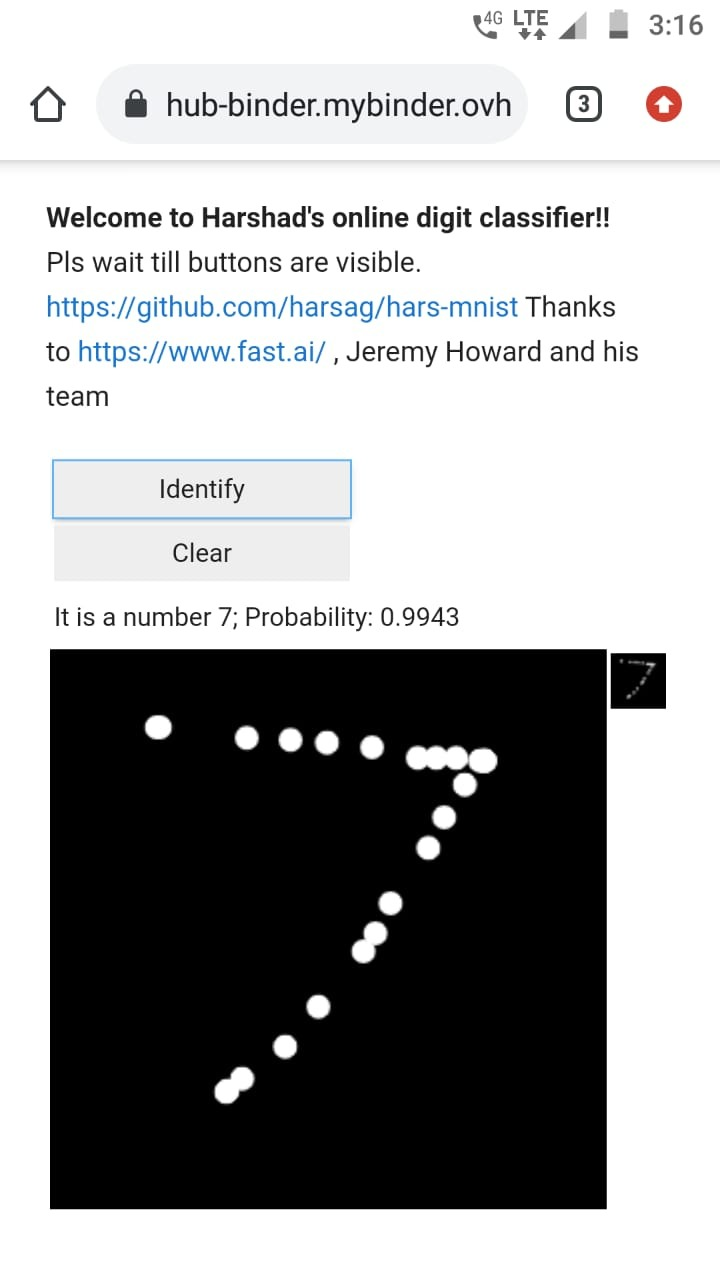 4G LTE 3:16
hub-binder.mybinder.ovh 3
Welcome to Harshad's online digit classifier!!
Pls wait till buttons are visible.
https://github.com/harsag/hars-mnist Thanks
to https://www.fast.ai/ , Jeremy Howard and his
team
Identify
Clear
It is a number 7; Probability: 0.9943
7 7